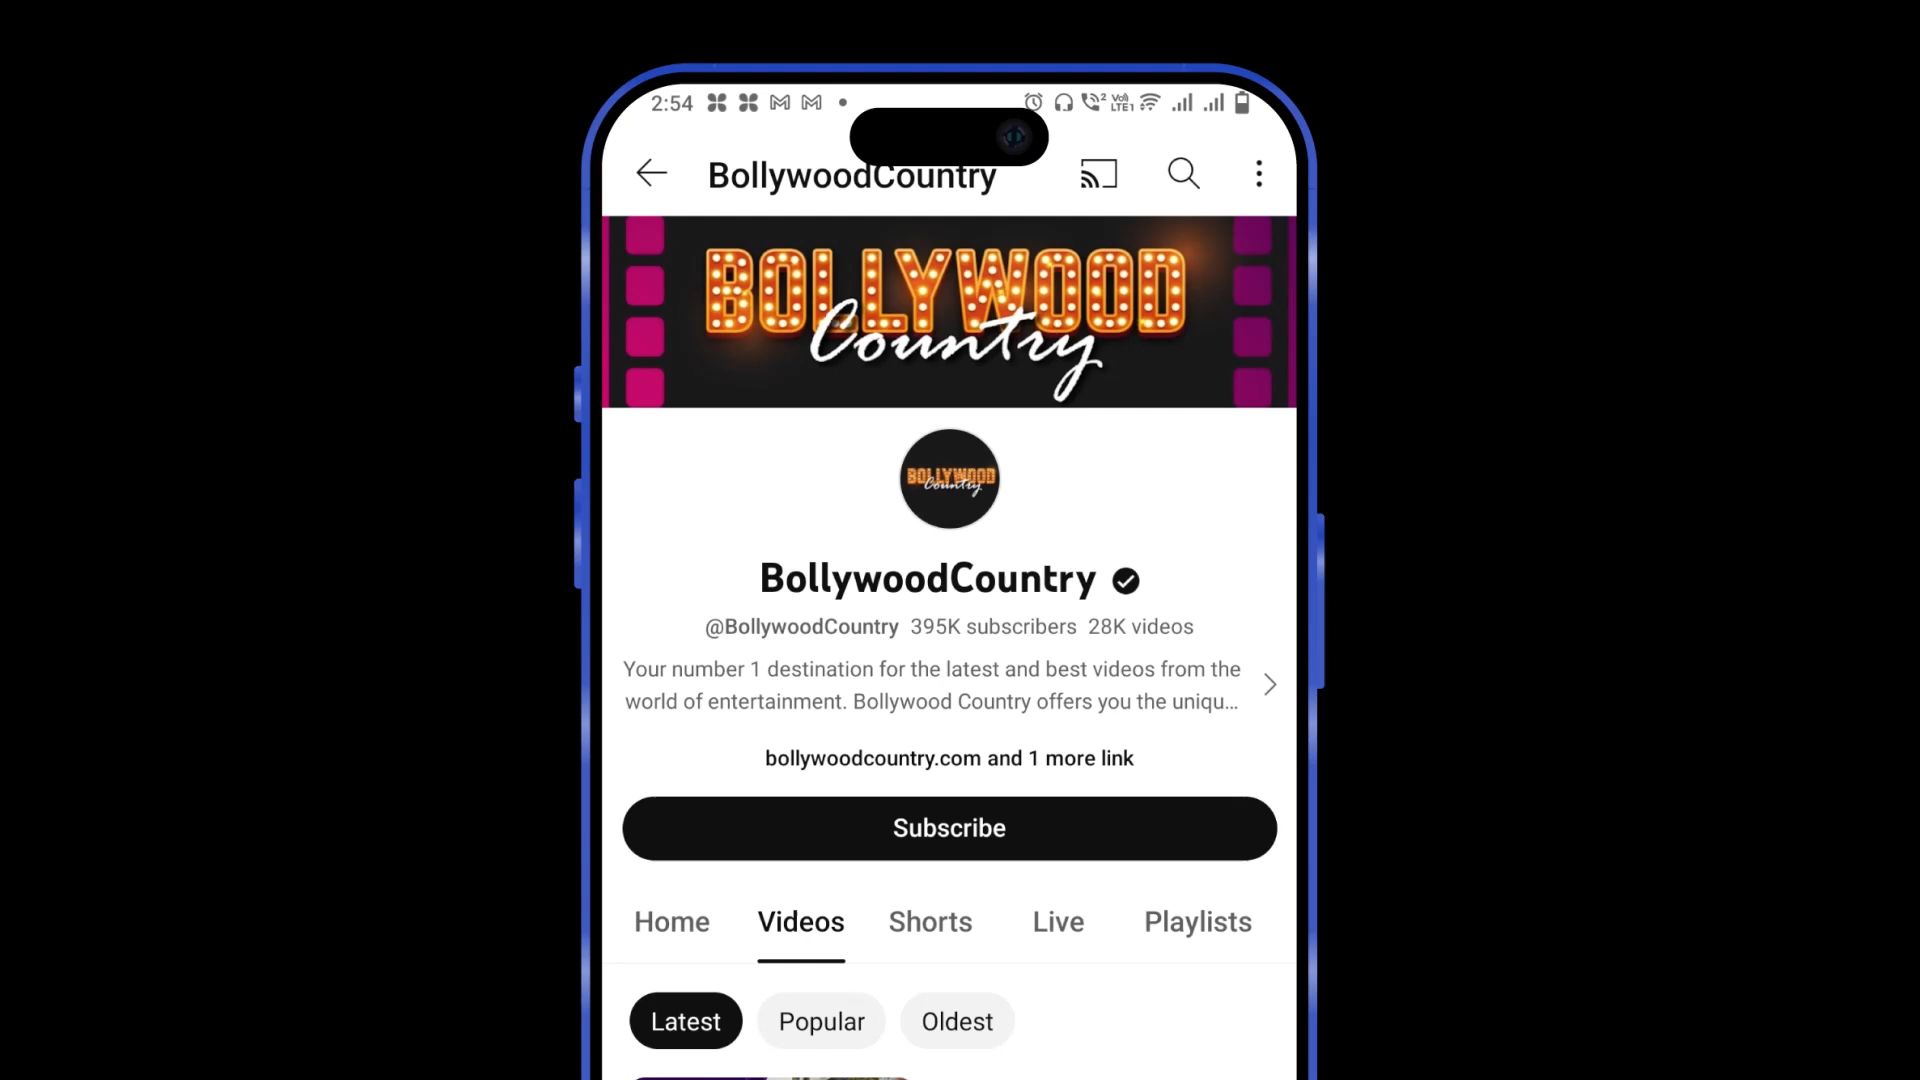 2:54
VoI) LTE1
BollywoodCountry
BOLLYWOOD
Country
BOLLYWOOD
Country
BollywoodCountry
@BollywoodCountry 395K subscribers 28K videos
Your number 1 destination for the latest and best videos from the
world of entertainment. Bollywood Country offers you the uniqu...
bollywoodcountry.com and 1 more link
Subscribe
Home Videos Shorts Live Playlists
Latest Popular Oldest